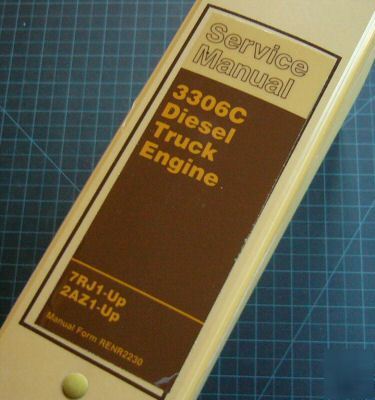 Service
Manual
3306C
Diesel
Truck
Engine
7RJ1-Up
2AZ1-Up
Manual Form RENR2230